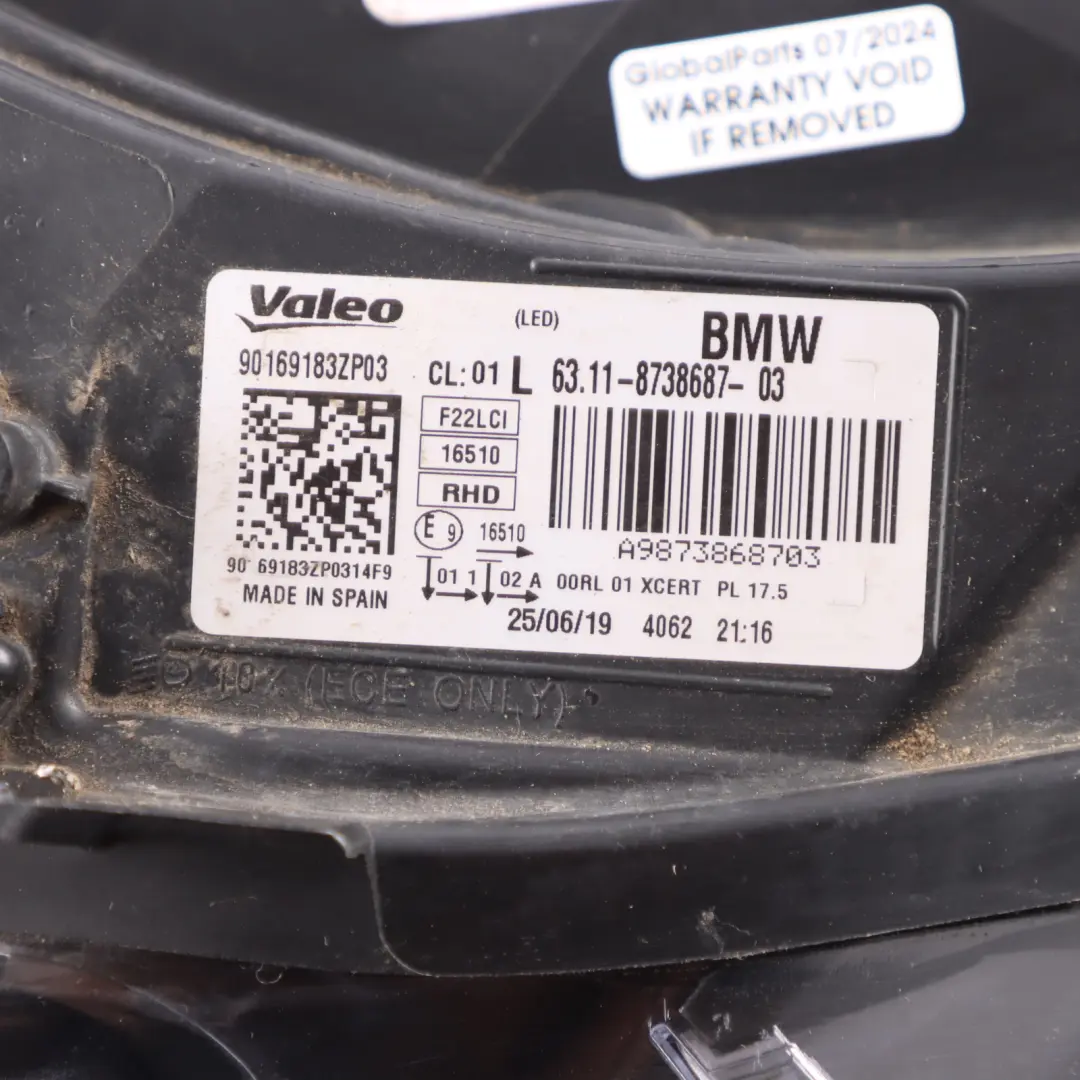 GlobalParts 07/2024
WARRANTY VOID
IF REMOVED
Valeo
(LED)
BMW
90169183ZP03
CL: 01 L 63.11-8738687- 03
F22LCI
16510
RHD
E 9 16510
A9873868703
90 69183ZP0314F9
01 1 02 A 00RL 01 XCERT PL 17.5
MADE IN SPAIN
25/06/19 4062 21:16
10% (ECE ONLY)